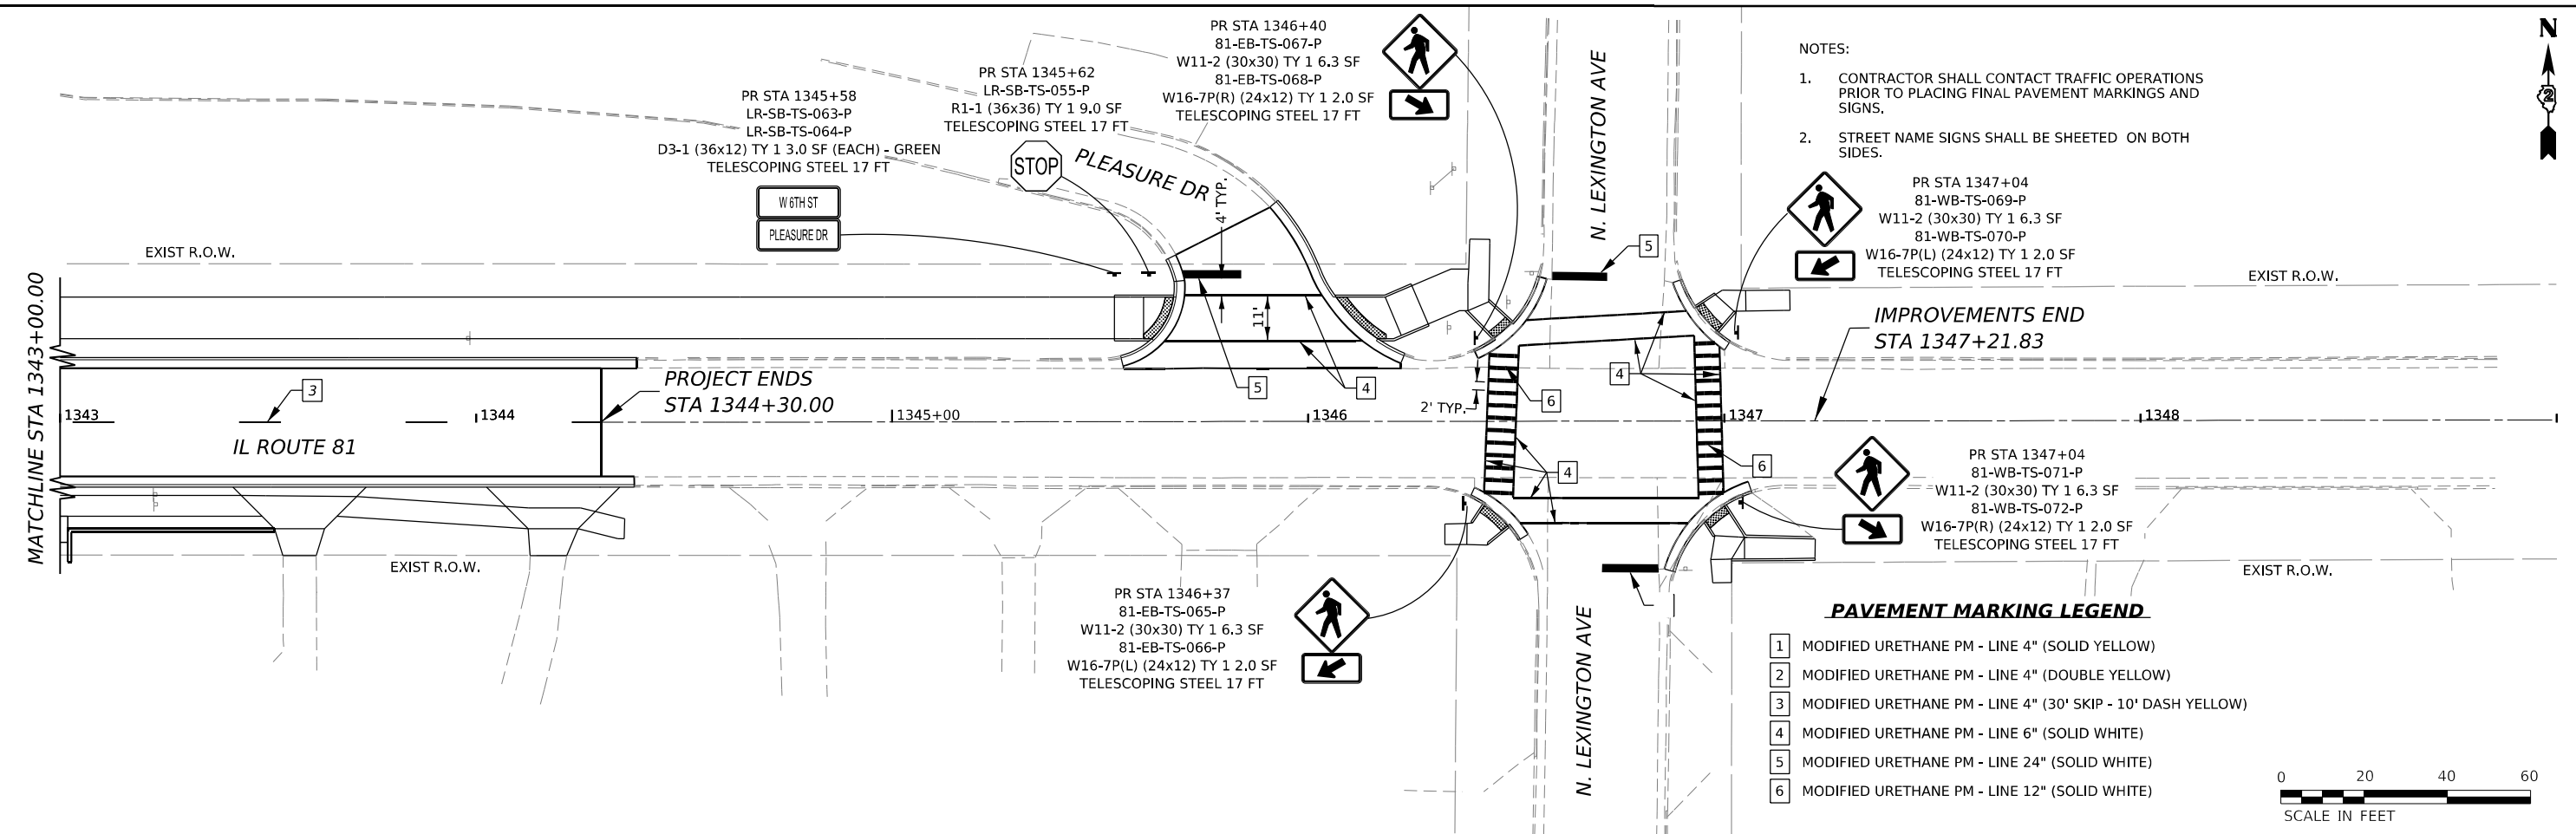 PR STA 1346+40
81-EB-TS-067-P
W11-2 (30x30) TY 1 6.3 SF
81-EB-TS-068-P
W16-7P(R) (24x12) TY 1 2.0 SF
TELESCOPING STEEL 17 FT
PR STA 1345+62
LR-SB-TS-055-P
R1-1 (36x36) TY 1 9.0 SF
TELESCOPING STEEL 17 FT
PR STA 1345+58
LR-SB-TS-063-P
LR-SB-TS-064-P
D3-1 (36x12) TY 1 3.0 SF (EACH) - GREEN
TELESCOPING STEEL 17 FT
W 6TH ST
PLEASURE DR
STOP
PLEASURE DR
4' TYP.
11'
N. LEXINGTON AVE
NOTES:
1. CONTRACTOR SHALL CONTACT TRAFFIC OPERATIONS
PRIOR TO PLACING FINAL PAVEMENT MARKINGS AND
SIGNS.
2. STREET NAME SIGNS SHALL BE SHEETED ON BOTH
SIDES.
N
2
PR STA 1347+04
81-WB-TS-069-P
W11-2 (30x30) TY 1 6.3 SF
81-WB-TS-070-P
W16-7P(L) (24x12) TY 1 2.0 SF
TELESCOPING STEEL 17 FT
EXIST R.O.W.
EXIST R.O.W.
5
MATCHLINE STA 1343+00.00
IMPROVEMENTS END
STA 1347+21.83
PROJECT ENDS
STA 1344+30.00
3
5
4
4
6
2' TYP.
1343
1344
1345+00
1346
1347
1348
IL ROUTE 81
4
6
PR STA 1347+04
81-WB-TS-071-P
W11-2 (30x30) TY 1 6.3 SF
81-WB-TS-072-P
W16-7P(R) (24x12) TY 1 2.0 SF
TELESCOPING STEEL 17 FT
EXIST R.O.W.
EXIST R.O.W.
PR STA 1346+37
81-EB-TS-065-P
W11-2 (30x30) TY 1 6.3 SF
81-EB-TS-066-P
W16-7P(L) (24x12) TY 1 2.0 SF
TELESCOPING STEEL 17 FT
N. LEXINGTON AVE
PAVEMENT MARKING LEGEND
1 MODIFIED URETHANE PM - LINE 4" (SOLID YELLOW)
2 MODIFIED URETHANE PM - LINE 4" (DOUBLE YELLOW)
3 MODIFIED URETHANE PM - LINE 4" (30' SKIP - 10' DASH YELLOW)
4 MODIFIED URETHANE PM - LINE 6" (SOLID WHITE)
5 MODIFIED URETHANE PM - LINE 24" (SOLID WHITE)
6 MODIFIED URETHANE PM - LINE 12" (SOLID WHITE)
0 20 40 60
SCALE IN FEET